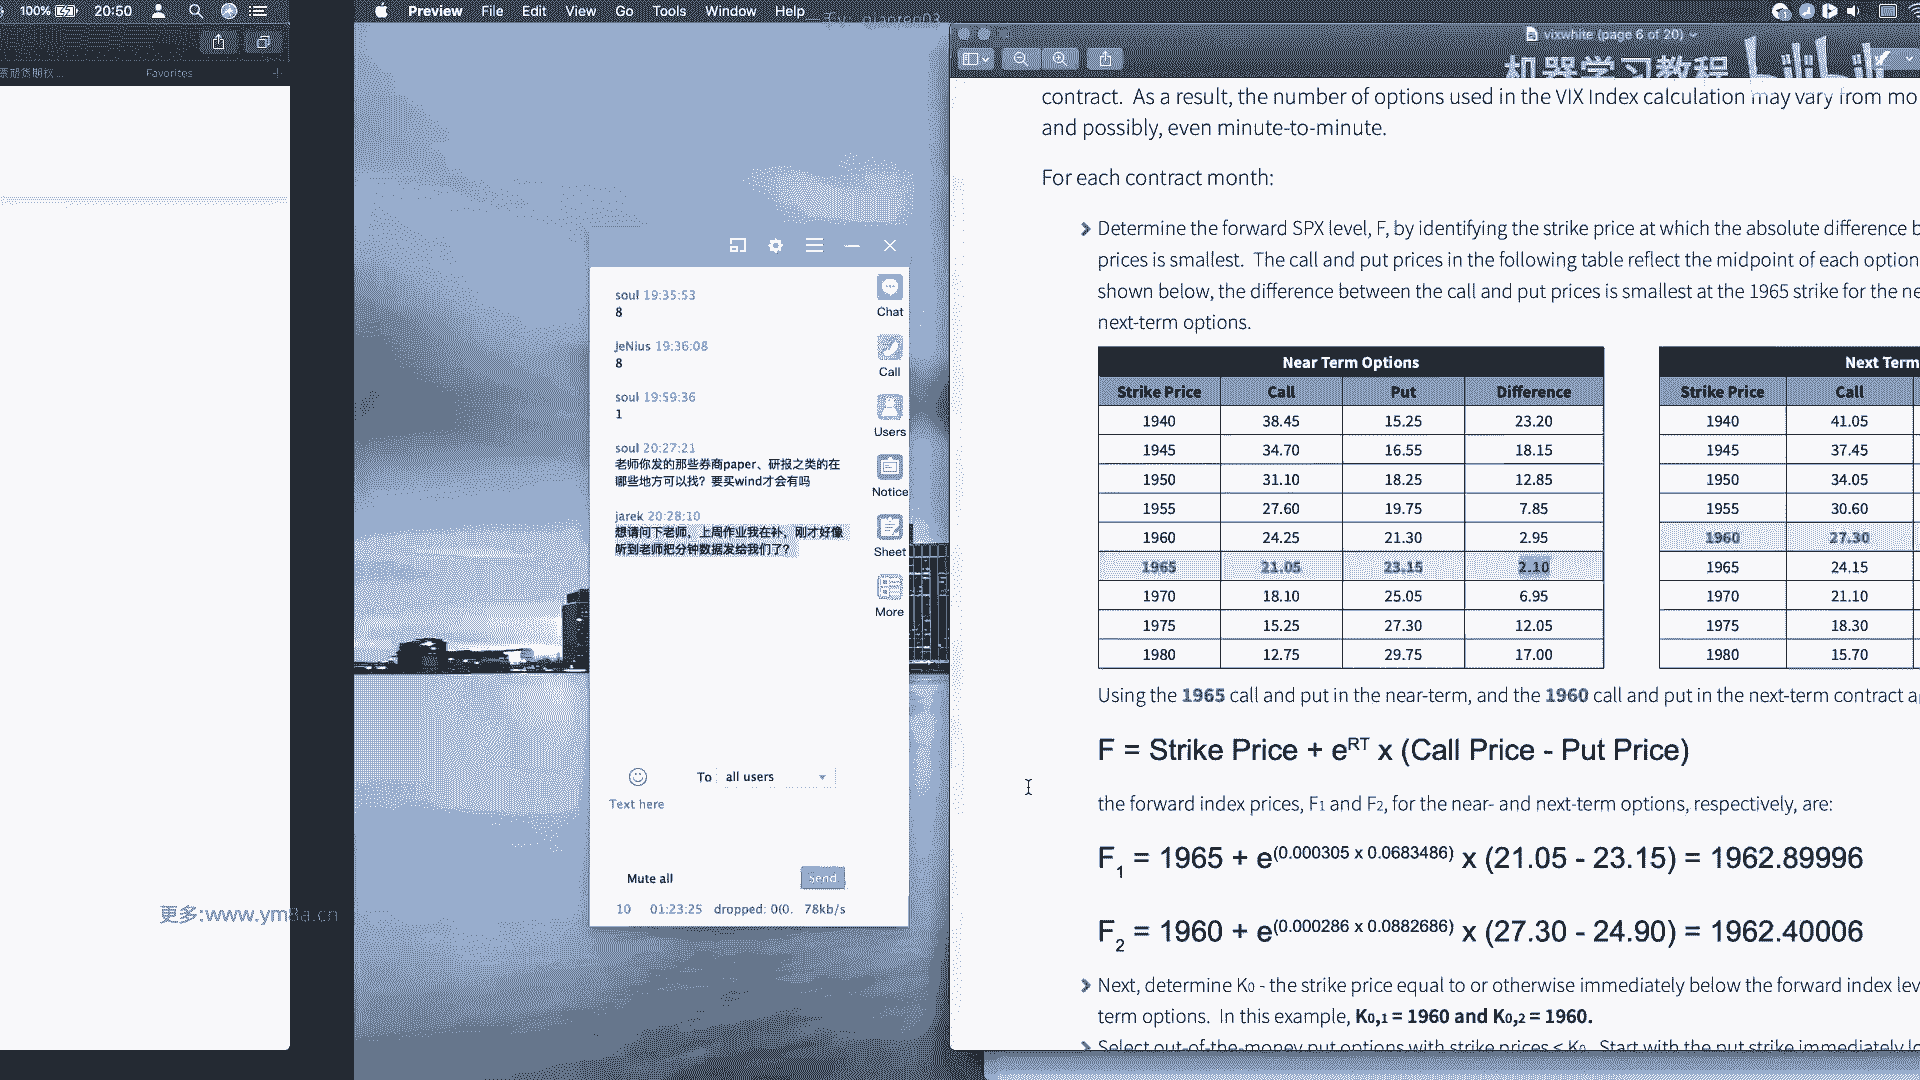 100%
20:50
Preview File Edit View Go Tools Window Help
Favorites
vixwhite (page 6 of 20)
机器学习教程 bilibili
contract. As a result, the number of options used in the VIX Index calculation may vary from mo
and possibly, even minute-to-minute.
For each contract month:
Determine the forward SPX level, F, by identifying the strike price at which the absolute difference b
prices is smallest. The call and put prices in the following table reflect the midpoint of each option
shown below, the difference between the call and put prices is smallest at the 1965 strike for the ne
next-term options.
Near Term Options
Strike Price Call Put Difference
1940 38.45 15.25 23.20
1945 34.70 16.55 18.15
1950 31.10 18.25 12.85
1955 27.60 19.75 7.85
1960 24.25 21.30 2.95
1965 21.05 23.15 2.10
1970 18.10 25.05 6.95
1975 15.25 27.30 12.05
1980 12.75 29.75 17.00
Next Term
Strike Price Call
1940 41.05
1945 37.45
1950 34.05
1955 30.60
1960 27.30
1965 24.15
1970 21.10
1975 18.30
1980 15.70
Using the 1965 call and put in the near-term, and the 1960 call and put in the next-term contract a
F = Strike Price + eRT x (Call Price - Put Price)
the forward index prices, F1 and F2, for the near- and next-term options, respectively, are:
F1 = 1965 + e(0.000305 x 0.0683486) x (21.05 - 23.15) = 1962.89996
F2 = 1960 + e(0.000286 x 0.0882686) x (27.30 - 24.90) = 1962.40006
Next, determine K0 - the strike price equal to or otherwise immediately below the forward index lev
term options. In this example, K0,1 = 1960 and K0,2 = 1960.
Select out-of-the-money put options with strike prices < K0. Start with the put strike immediately lo
soul 19:35:53
8
JeNius 19:36:08
8
soul 19:59:36
1
soul 20:27:21
老师你发的那些券商paper、研报之类的在
哪些地方可以找？要买wind才会有吗
jarek 20:28:10
想请问下老师，上周作业我在补，刚才好像
听到老师把分钟数据发给我们了？
Chat
Call
Users
Notice
Sheet
More
To all users
Text here
Mute all
Send
10 01:23:25 dropped: 0(0. 78kb/s
更多:www.ym8a.cn